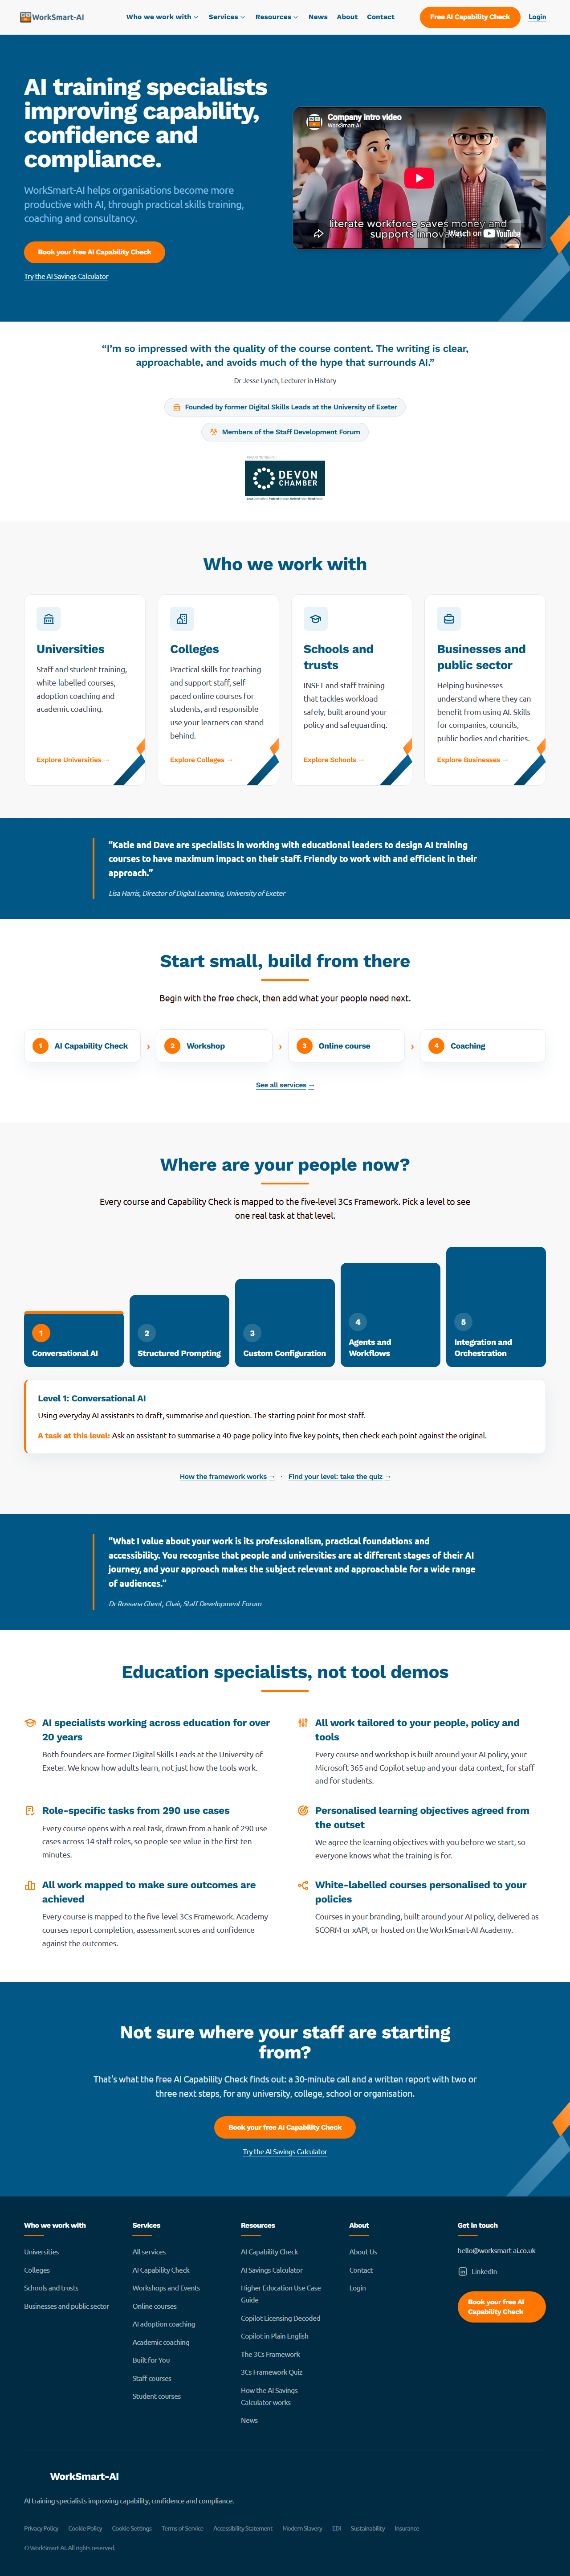 WorkSmart-AI
Who we work with
Services
Resources
News
About
Contact
Free AI Capability Check
Login
AI training specialists
improving capability,
confidence and
compliance.
WorkSmart-AI helps organisations become more
productive with AI, through practical skills training,
coaching and consultancy.
Book your free AI Capability Check
Try the AI Savings Calculator
Company intro video
WorkSmart-AI
literate workforce saves money and
supports innov
Watch on YouTube
“I’m so impressed with the quality of the course content. The writing is clear,
approachable, and avoids much of the hype that surrounds AI.”
Dr Jesse Lynch, Lecturer in History
Founded by former Digital Skills Leads at the University of Exeter
Members of the Staff Development Forum
DEVON
CHAMBER
Who we work with
Universities
Staff and student training,
white-labelled courses,
adoption coaching and
academic coaching.
Explore Universities →
Colleges
Practical skills for teaching
and support staff, self-
paced online courses for
students, and responsible
use your learners can stand
behind.
Explore Colleges →
Schools and
trusts
INSET and staff training
that tackles workload
safely, built around your
policy and safeguarding.
Explore Schools →
Businesses and
public sector
Helping businesses
understand where they can
benefit from using AI. Skills
for companies, councils,
public bodies and charities.
Explore Businesses →
“Katie and Dave are specialists in working with educational leaders to design AI training
courses to have maximum impact on their staff. Friendly to work with and efficient in their
approach.”
Lisa Harris, Director of Digital Learning, University of Exeter
Start small, build from there
Begin with the free check, then add what your people need next.
1 AI Capability Check
›
2 Workshop
›
3 Online course
›
4 Coaching
See all services →
Where are your people now?
Every course and Capability Check is mapped to the five-level 3Cs Framework. Pick a level to see
one real task at that level.
1
Conversational AI
2
Structured Prompting
3
Custom Configuration
4
Agents and
Workflows
5
Integration and
Orchestration
Level 1: Conversational AI
Using everyday AI assistants to draft, summarise and question. The starting point for most staff.
A task at this level: Ask an assistant to summarise a 40-page policy into five key points, then check each point against the original.
How the framework works → · Find your level: take the quiz →
“What I value about your work is its professionalism, practical foundations and
accessibility. You recognise that people and universities are at different stages of their AI
journey, and your approach makes the subject relevant and approachable for a wide range
of audiences.”
Dr Rossana Ghent, Chair, Staff Development Forum
Education specialists, not tool demos
AI specialists working across education for over
20 years
Both founders are former Digital Skills Leads at the University of
Exeter. We know how adults learn, not just how the tools work.
All work tailored to your people, policy and
tools
Every course and workshop is built around your AI policy, your
Microsoft 365 and Copilot setup and your data context, for staff
and for students.
Role-specific tasks from 290 use cases
Every course opens with a real task, drawn from a bank of 290 use
cases across 14 staff roles, so people see value in the first ten
minutes.
Personalised learning objectives agreed from
the outset
We agree the learning objectives with you before we start, so
everyone knows what the training is for.
All work mapped to make sure outcomes are
achieved
Every course is mapped to the five-level 3Cs Framework. Academy
courses report completion, assessment scores and confidence
against the outcomes.
White-labelled courses personalised to your
policies
Courses in your branding, built around your AI policy, delivered as
SCORM or xAPI, or hosted on the WorkSmart-AI Academy.
Not sure where your staff are starting
from?
That’s what the free AI Capability Check finds out: a 30-minute call and a written report with two or
three next steps, for any university, college, school or organisation.
Book your free AI Capability Check
Try the AI Savings Calculator
Who we work with
Universities
Colleges
Schools and trusts
Businesses and public sector
Services
All services
AI Capability Check
Workshops and Events
Online courses
AI adoption coaching
Academic coaching
Built for You
Staff courses
Student courses
Resources
AI Capability Check
AI Savings Calculator
Higher Education Use Case
Guide
Copilot Licensing Decoded
Copilot in Plain English
The 3Cs Framework
3Cs Framework Quiz
How the AI Savings
Calculator works
News
About
About Us
Contact
Login
Get in touch
hello@worksmart-ai.co.uk
LinkedIn
Book your free AI
Capability Check
WorkSmart-AI
AI training specialists improving capability, confidence and compliance.
Privacy Policy
Cookie Policy
Cookie Settings
Terms of Service
Accessibility Statement
Modern Slavery
EDI
Sustainability
Insurance
© WorkSmart-AI. All rights reserved.